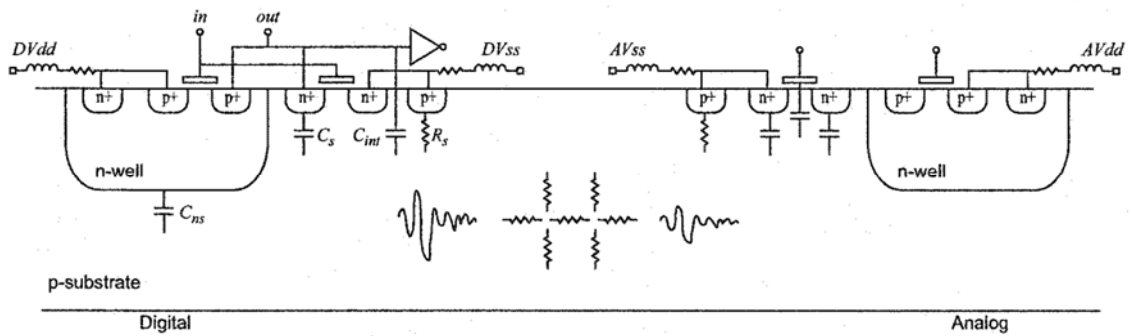 in out
DVdd DVss AVss AVdd
n+ p+ p+ n+ n+ p+ p+ n+ n+ p+ p+ n+
Cs Cint Rs
n-well n-well
Cns
p-substrate
Digital Analog